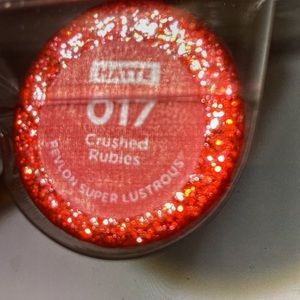 MATTE
017
Crushed
Rubies
REVLON SUPER LUSTROUS